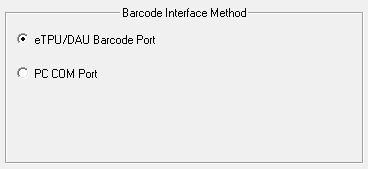 Barcode Interface Method
eTPU/DAU Barcode Port
PC COM Port